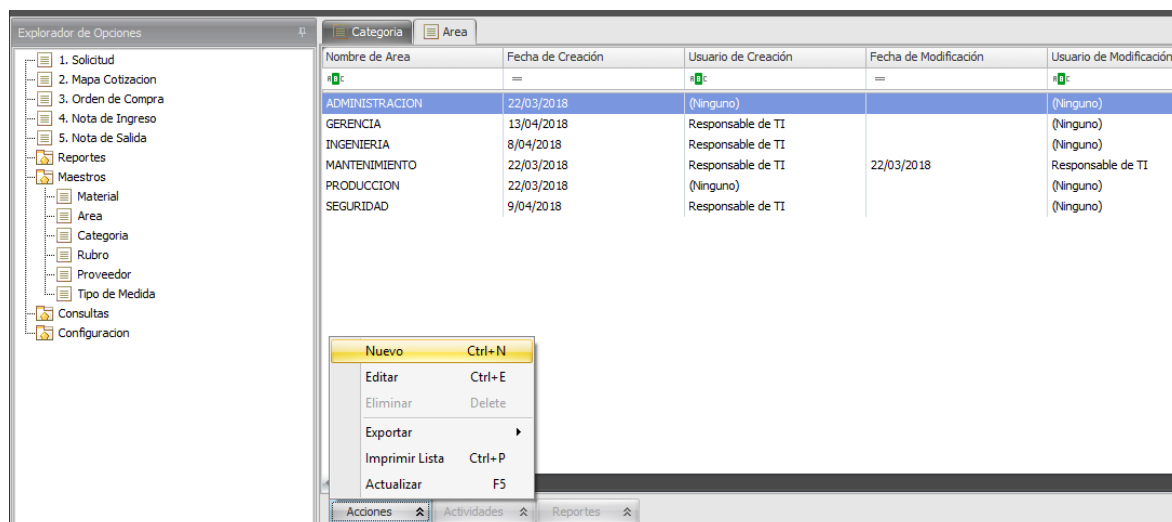 Explorador de Opciones
1. Solicitud
2. Mapa Cotizacion
3. Orden de Compra
4. Nota de Ingreso
5. Nota de Salida
Reportes
Maestros
Material
Area
Categoria
Rubro
Proveedor
Tipo de Medida
Consultas
Configuracion
Categoria Area
Nombre de Area Fecha de Creación Usuario de Creación Fecha de Modificación Usuario de Modificación
ABC = ABC = ABC
ADMINISTRACION 22/03/2018 (Ninguno) (Ninguno)
GERENCIA 13/04/2018 Responsable de TI (Ninguno)
INGENIERIA 8/04/2018 Responsable de TI (Ninguno)
MANTENIMIENTO 22/03/2018 Responsable de TI 22/03/2018 Responsable de TI
PRODUCCION 22/03/2018 (Ninguno) (Ninguno)
SEGURIDAD 9/04/2018 Responsable de TI (Ninguno)
Nuevo Ctrl+N
Editar Ctrl+E
Eliminar Delete
Exportar
Imprimir Lista Ctrl+P
Actualizar F5
Acciones Actividades Reportes